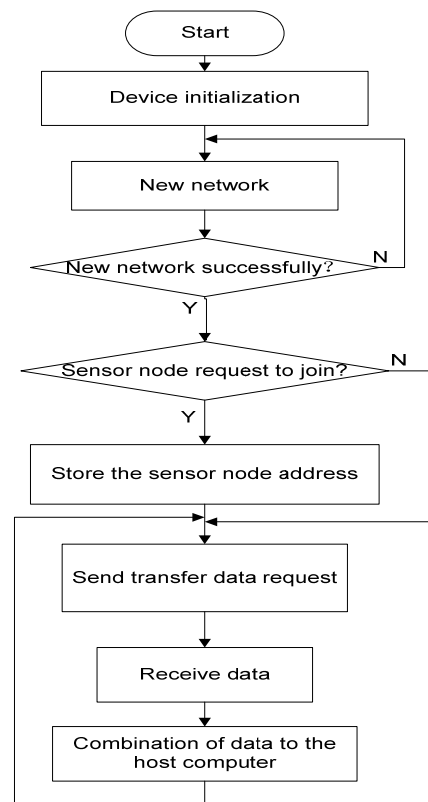 Start
Device initialization
New network
New network successfully?
N
Y
Sensor node request to join?
N
Y
Store the sensor node address
Send transfer data request
Receive data
Combination of data to the
host computer